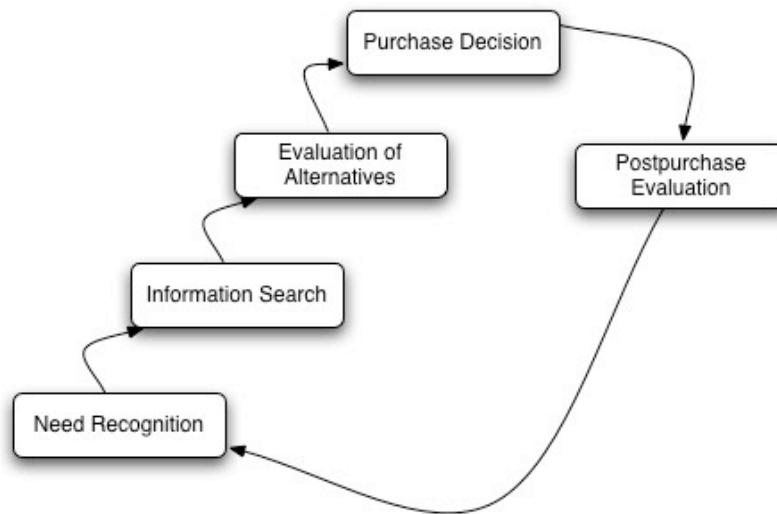 Purchase Decision
Evaluation of
Alternatives
Postpurchase
Evaluation
Information Search
Need Recognition